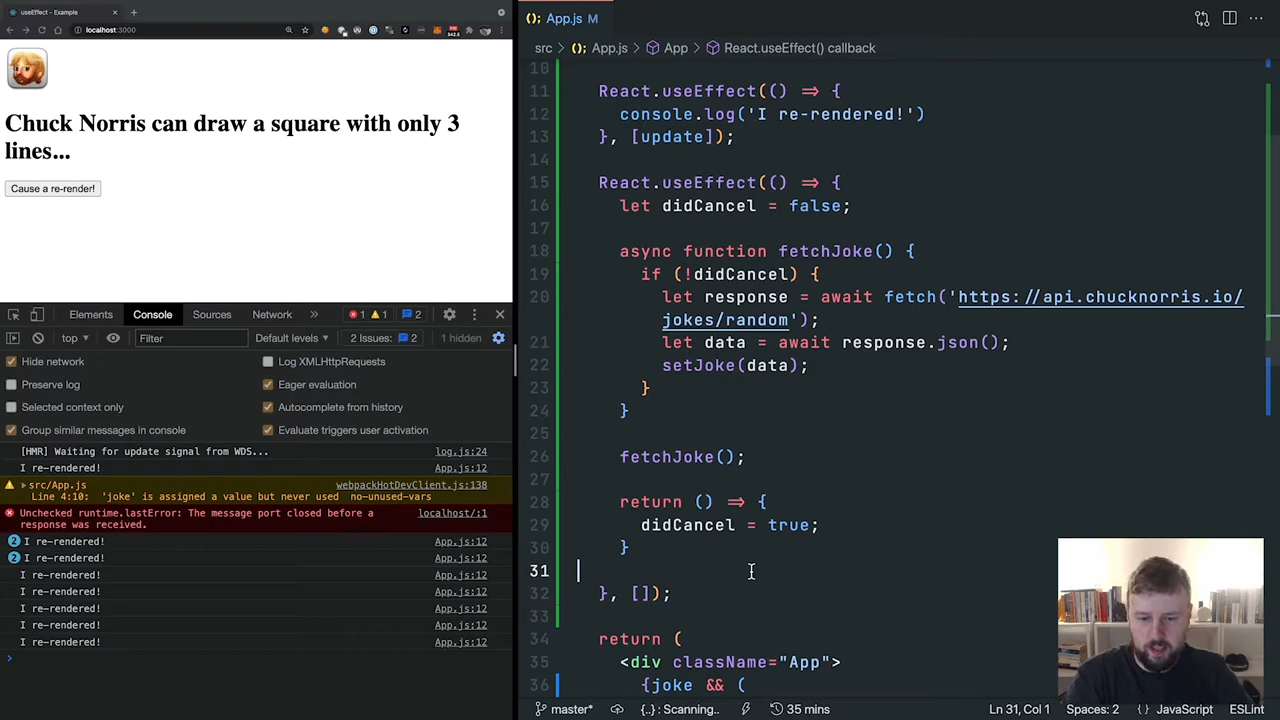 useEffect - Example
localhost:3000
Chuck Norris can draw a square with only 3
lines...
Cause a re-render!
Elements
Console
Sources
Network
»
1
1
2
top
Filter
Default levels
2 Issues:
2
1 hidden
Hide network
Log XMLHttpRequests
Preserve log
Eager evaluation
Selected context only
Autocomplete from history
Group similar messages in console
Evaluate triggers user activation
[HMR] Waiting for update signal from WDS... log.js:24
I re-rendered! App.js:12
src/App.js webpackHotDevClient.js:138
Line 4:10: 'joke' is assigned a value but never used no-unused-vars
Unchecked runtime.lastError: The message port closed before a localhost/:1
response was received.
2 I re-rendered! App.js:12
2 I re-rendered! App.js:12
I re-rendered! App.js:12
I re-rendered! App.js:12
I re-rendered! App.js:12
I re-rendered! App.js:12
I re-rendered! App.js:12
>
App.js M
src > App.js > App > React.useEffect() callback
10
11 React.useEffect(() => {
12 console.log('I re-rendered!')
13 }, [update]);
14
15 React.useEffect(() => {
16 let didCancel = false;
17
18 async function fetchJoke() {
19 if (!didCancel) {
20 let response = await fetch('https://api.chucknorris.io/
jokes/random');
21 let data = await response.json();
22 setJoke(data);
23 }
24 }
25
26 fetchJoke();
27
28 return () => {
29 didCancel = true;
30 }
31
32 }, []);
33
34 return (
35 <div className="App">
36 {joke && (
master*
{..}: Scanning..
35 mins
Ln 31, Col 1
Spaces: 2
{} JavaScript
ESLint